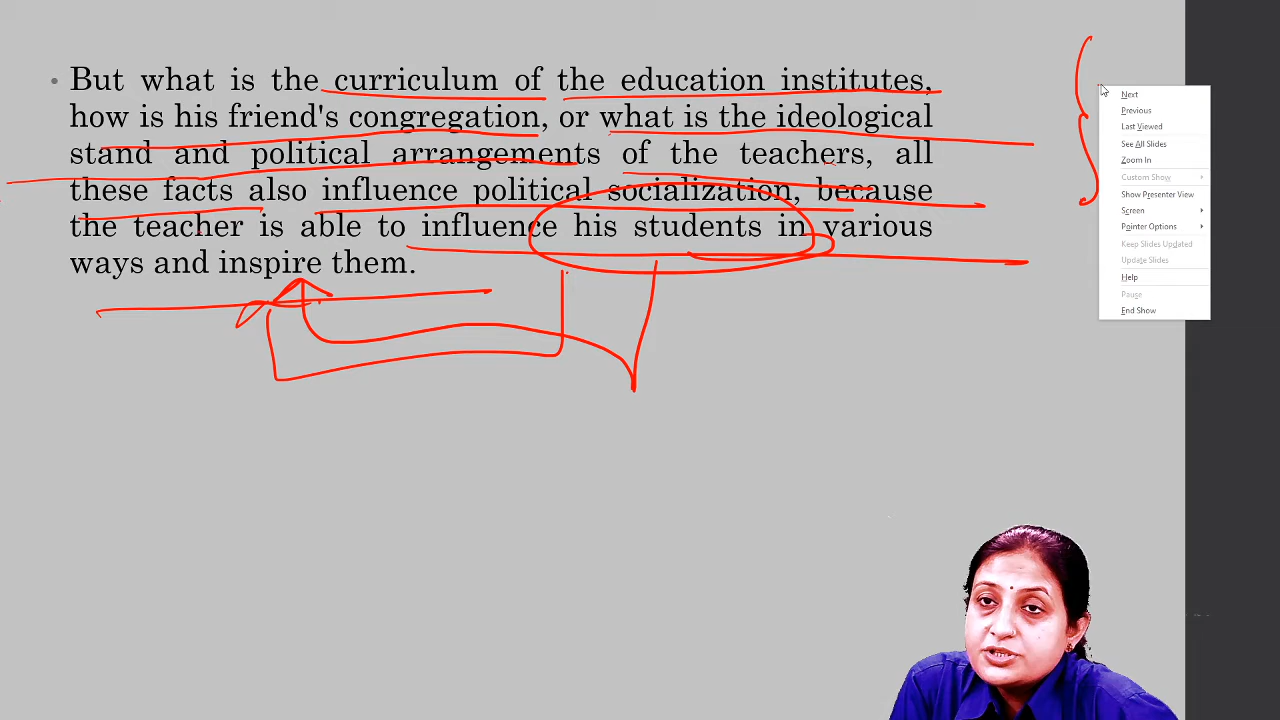 • But what is the curriculum of the education institutes,
how is his friend's congregation, or what is the ideological
stand and political arrangements of the teachers, all
these facts also influence political socialization, because
the teacher is able to influence his students in various
ways and inspire them.
Next
Previous
Last Viewed
See All Slides
Zoom In
Custom Show
Show Presenter View
Screen
Pointer Options
Keep Slides Updated
Update Slides
Help
Pause
End Show